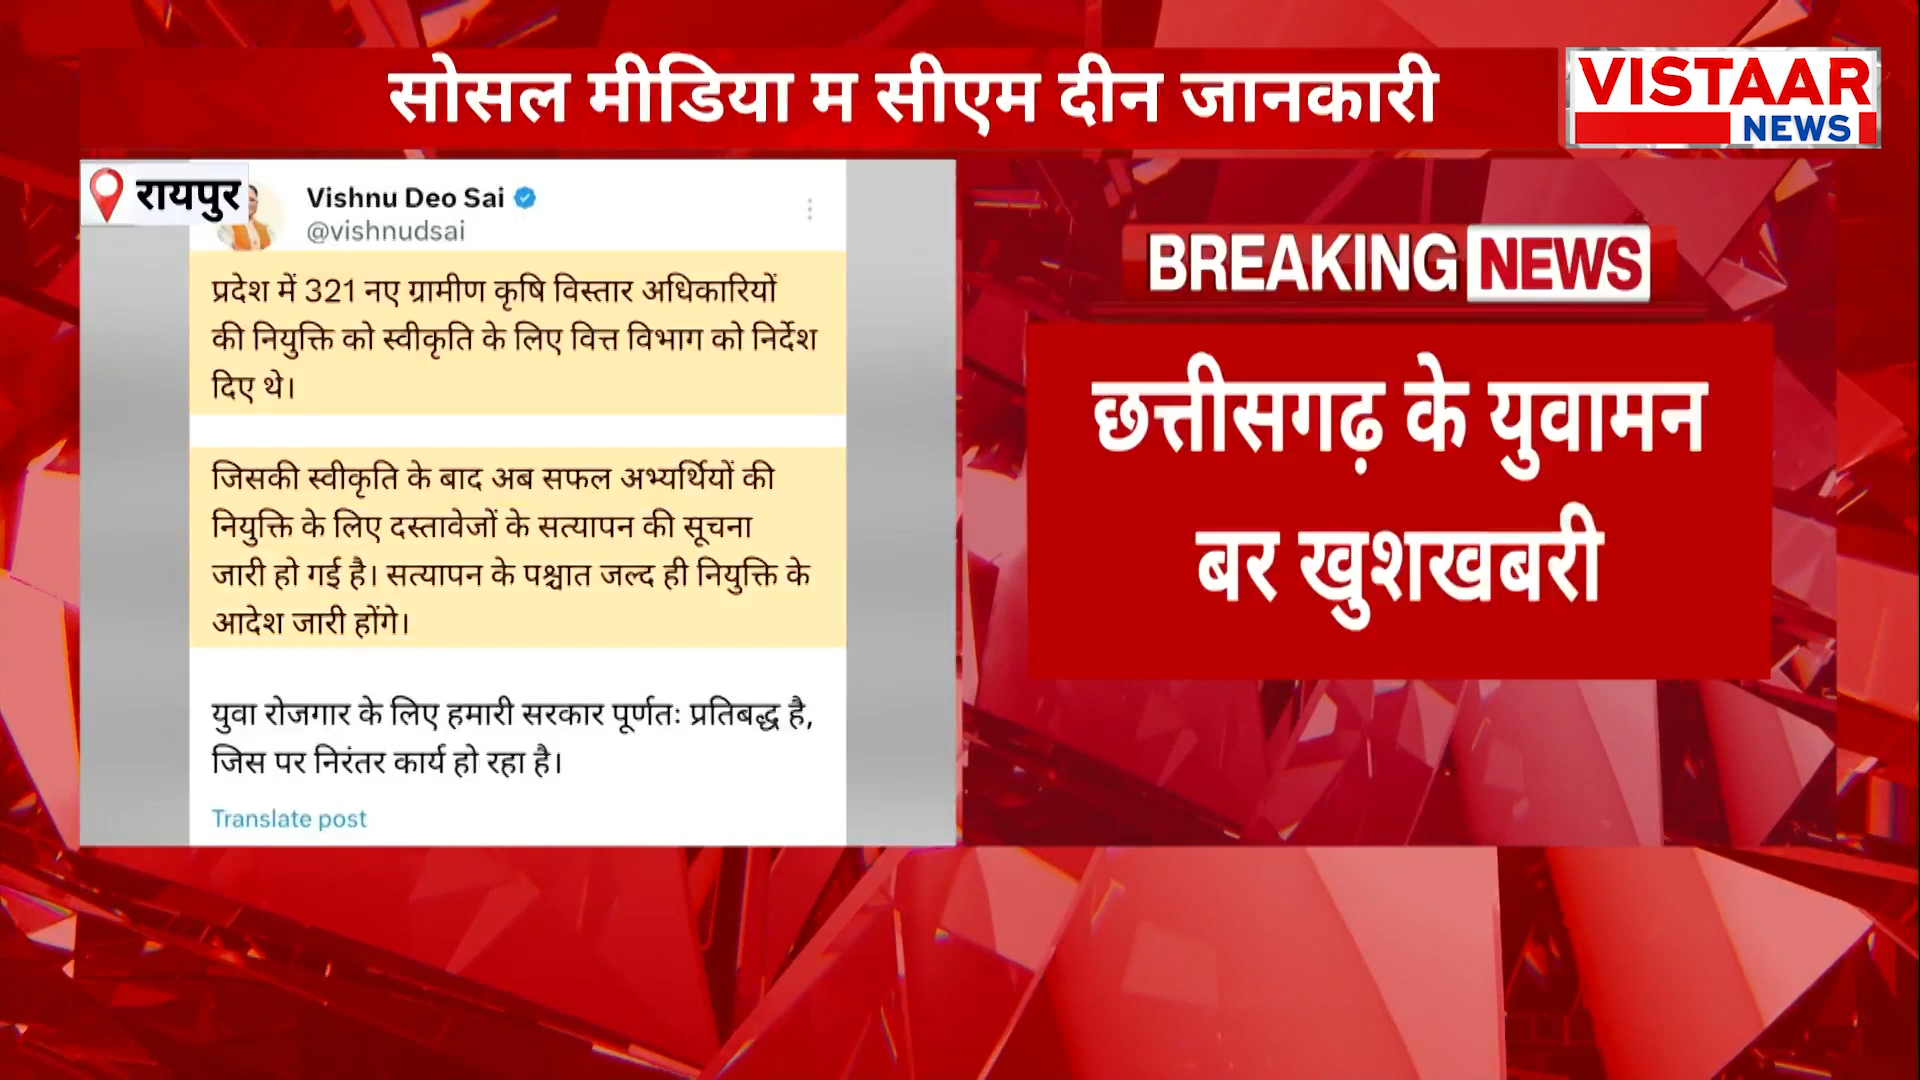 सोसल मीडिया म सीएम दीन जानकारी
VISTAAR
NEWS
रायपुर
Vishnu Deo Sai
@vishnudsai
प्रदेश में 321 नए ग्रामीण कृषि विस्तार अधिकारियों
की नियुक्ति को स्वीकृति के लिए वित्त विभाग को निर्देश
दिए थे।
जिसकी स्वीकृति के बाद अब सफल अभ्यर्थियों की
नियुक्ति के लिए दस्तावेजों के सत्यापन की सूचना
जारी हो गई है। सत्यापन के पश्चात जल्द ही नियुक्ति के
आदेश जारी होंगे।
युवा रोजगार के लिए हमारी सरकार पूर्णतः प्रतिबद्ध है,
जिस पर निरंतर कार्य हो रहा है।
Translate post
BREAKING NEWS
छत्तीसगढ़ के युवामन
बर खुशखबरी